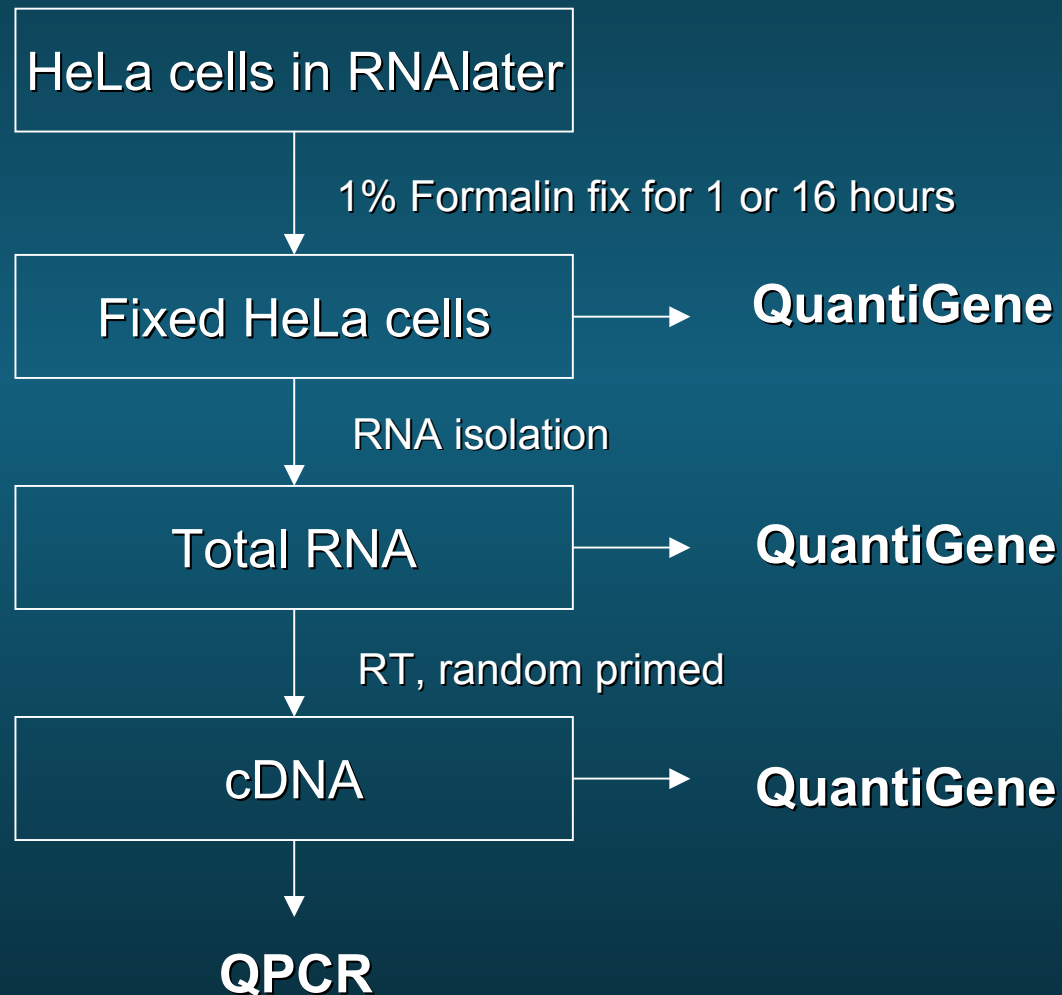 HeLa cells in RNAlater
1% Formalin fix for 1 or 16 hours
Fixed HeLa cells
QuantiGene
RNA isolation
Total RNA
QuantiGene
RT, random primed
cDNA
QuantiGene
QPCR